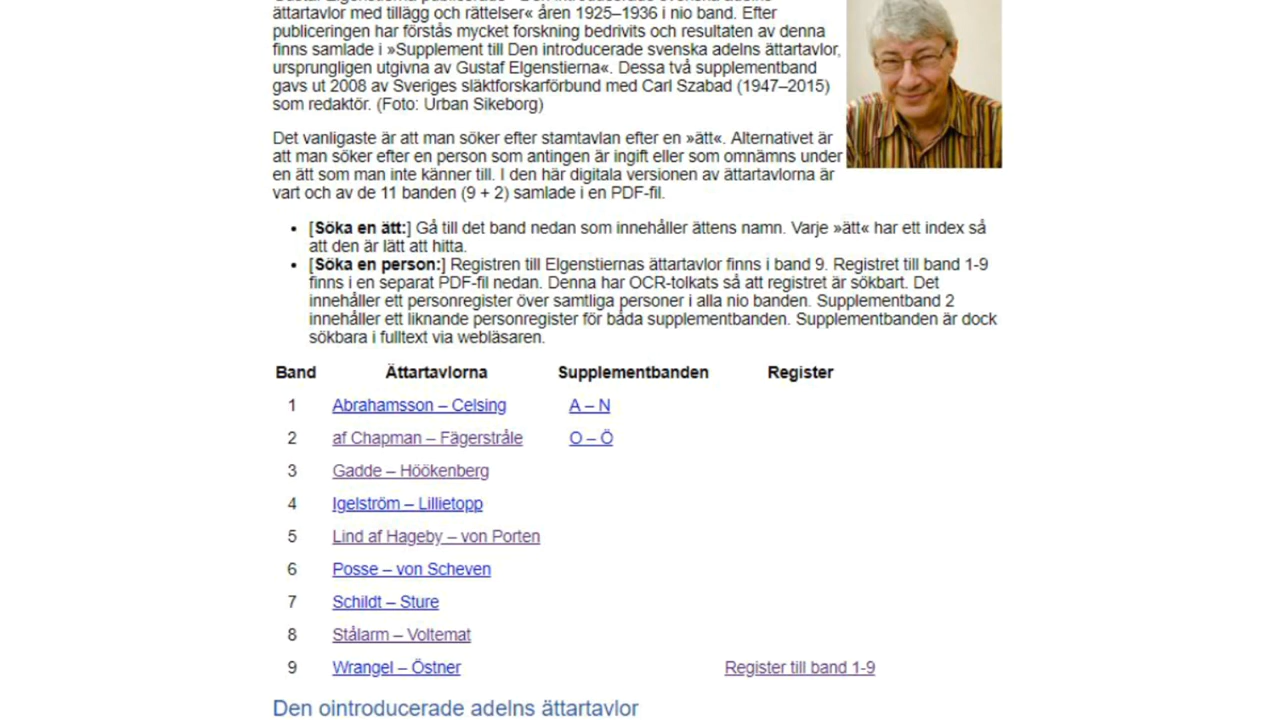 ättartavlor med tillägg och rättelser« åren 1925–1936 i nio band. Efter
publiceringen har förstås mycket forskning bedrivits och resultaten av denna
finns samlade i »Supplement till Den introducerade svenska adelns ättartavlor,
ursprungligen utgivna av Gustaf Elgenstierna«. Dessa två supplementband
gavs ut 2008 av Sveriges släktforskarförbund med Carl Szabad (1947–2015)
som redaktör. (Foto: Urban Sikeborg)
Det vanligaste är att man söker efter stamtavlan efter en »ätt«. Alternativet är
att man söker efter en person som antingen är ingift eller som omnämns under
en ätt som man inte känner till. I den här digitala versionen av ättartavlorna är
vart och av de 11 banden (9 + 2) samlade i en PDF-fil.
• [Söka en ätt:] Gå till det band nedan som innehåller ättens namn. Varje »ätt« har ett index så
att den är lätt att hitta.
• [Söka en person:] Registren till Elgenstiernas ättartavlor finns i band 9. Registret till band 1-9
finns i en separat PDF-fil nedan. Denna har OCR-tolkats så att registret är sökbart. Det
innehåller ett personregister över samtliga personer i alla nio banden. Supplementband 2
innehåller ett liknande personregister för båda supplementbanden. Supplementbanden är dock
sökbara i fulltext via webläsaren.
Band Ättartavlorna Supplementbanden Register
1 Abrahamsson – Celsing A – N
2 af Chapman – Fägerstråle O – Ö
3 Gadde – Höökenberg
4 Igelström – Lillietopp
5 Lind af Hageby – von Porten
6 Posse – von Scheven
7 Schildt – Sture
8 Stålarm – Voltemat
9 Wrangel – Östner Register till band 1-9
Den ointroducerade adelns ättartavlor